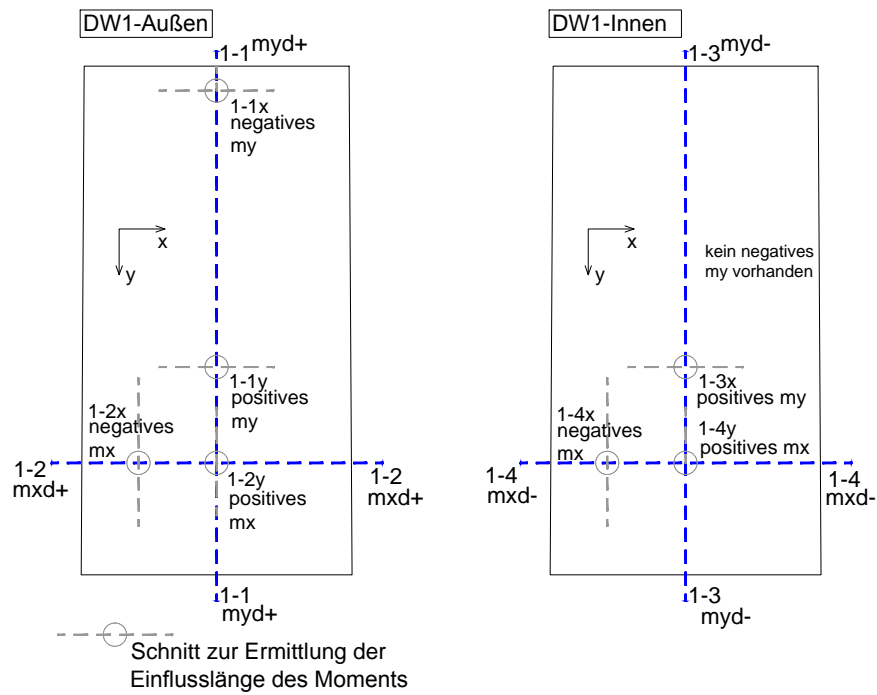 DW1-Außen
1-1 myd+
1-1x
negatives
my
x
y
1-1y
positives
my
1-2x
negatives
mx
1-2
mxd+
1-2
mxd+
1-2y
positives
mx
1-1
myd+
Schnitt zur Ermittlung der
Einflusslänge des Moments
DW1-Innen
1-3 myd-
x
y
kein negatives
my vorhanden
1-3x
positives my
1-4x
negatives
mx
1-4y
positives mx
1-4
mxd-
1-4
mxd-
1-3
myd-